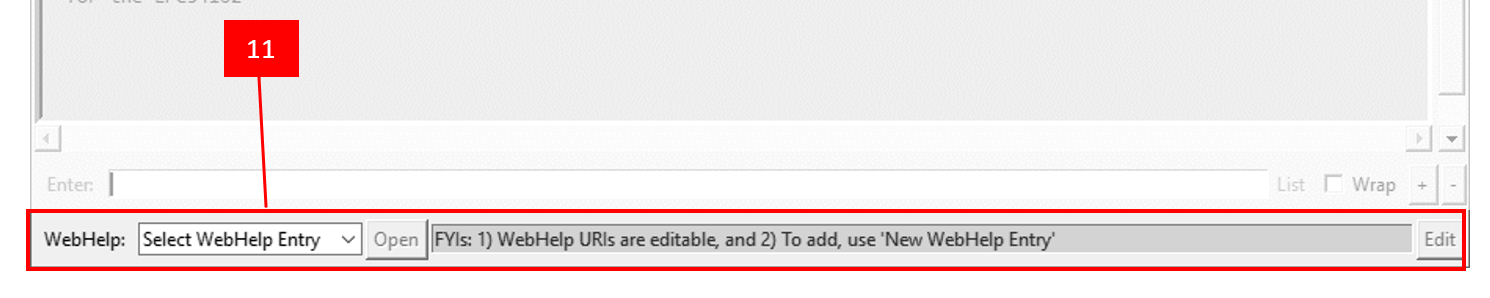 11
Enter: List Wrap + -
WebHelp: Select WebHelp Entry Open FYIs: 1) WebHelp URIs are editable, and 2) To add, use 'New WebHelp Entry' Edit